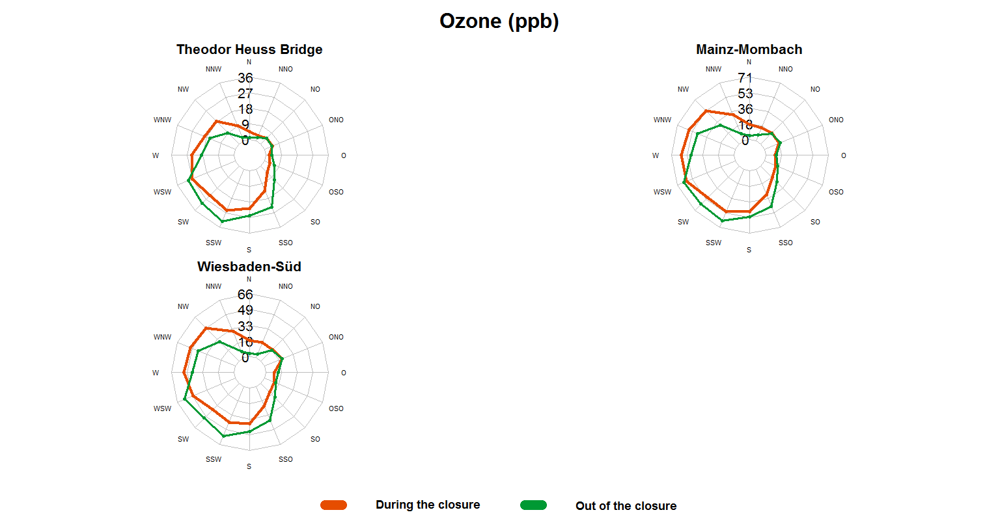 Ozone (ppb)
Theodor Heuss Bridge
N
NNW NNO
NW NO
WNW ONO
W O
WSW OSO
SW SO
SSW SSO
S
36
27
18
9
0
Mainz-Mombach
N
NNW NNO
NW NO
WNW ONO
W O
WSW OSO
SW SO
SSW SSO
S
71
53
36
18
0
Wiesbaden-Süd
N
NNW NNO
NW NO
WNW ONO
W O
WSW OSO
SW SO
SSW SSO
S
66
49
33
16
0
During the closure
Out of the closure